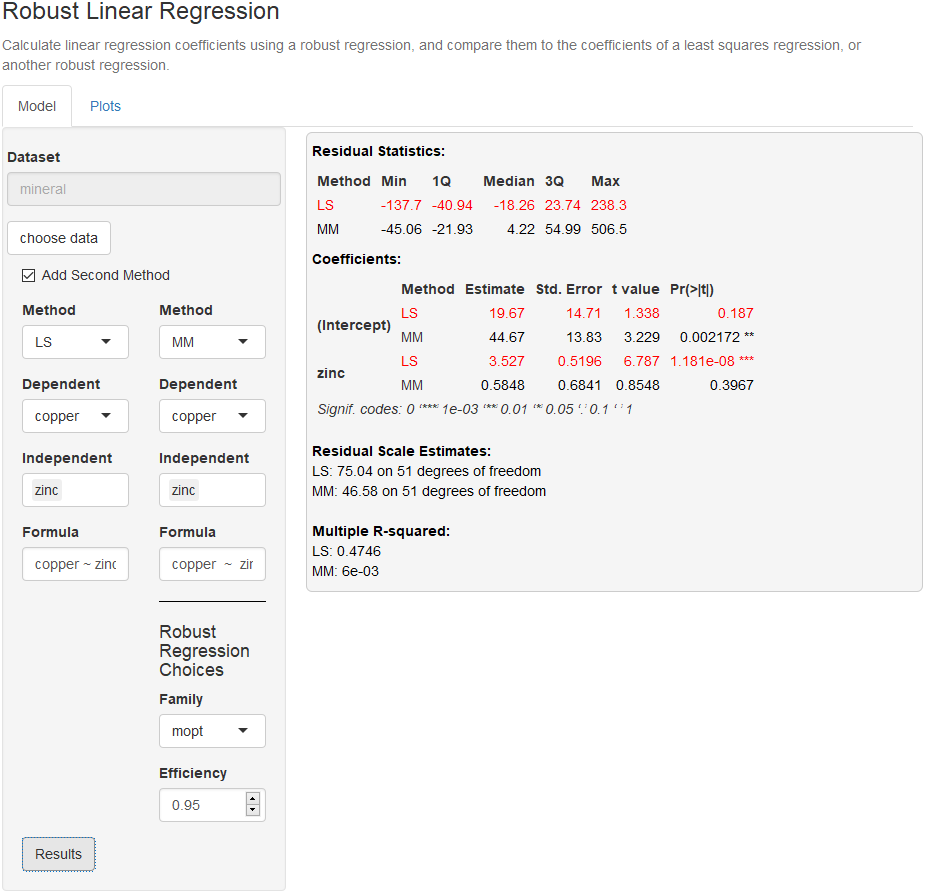 Robust Linear Regression
Calculate linear regression coefficients using a robust regression, and compare them to the coefficients of a least squares regression, or
another robust regression.
Model Plots
Dataset
mineral
choose data
Add Second Method
Method Method
LS MM
Dependent Dependent
copper copper
Independent Independent
zinc zinc
Formula Formula
copper ~ zinc copper ~ zir
Robust
Regression
Choices
Family
mopt
Efficiency
0.95
Results
Residual Statistics:
Method Min 1Q Median 3Q Max
LS -137.7 -40.94 -18.26 23.74 238.3
MM -45.06 -21.93 4.22 54.99 506.5
Coefficients:
Method Estimate Std. Error t value Pr(>|t|)
(Intercept) LS 19.67 14.71 1.338 0.187
MM 44.67 13.83 3.229 0.002172 **
zinc LS 3.527 0.5196 6.787 1.181e-08 ***
MM 0.5848 0.6841 0.8548 0.3967
Signif. codes: 0 '***' 1e-03 '**' 0.01 '*' 0.05 '.' 0.1 ' ' 1
Residual Scale Estimates:
LS: 75.04 on 51 degrees of freedom
MM: 46.58 on 51 degrees of freedom
Multiple R-squared:
LS: 0.4746
MM: 6e-03